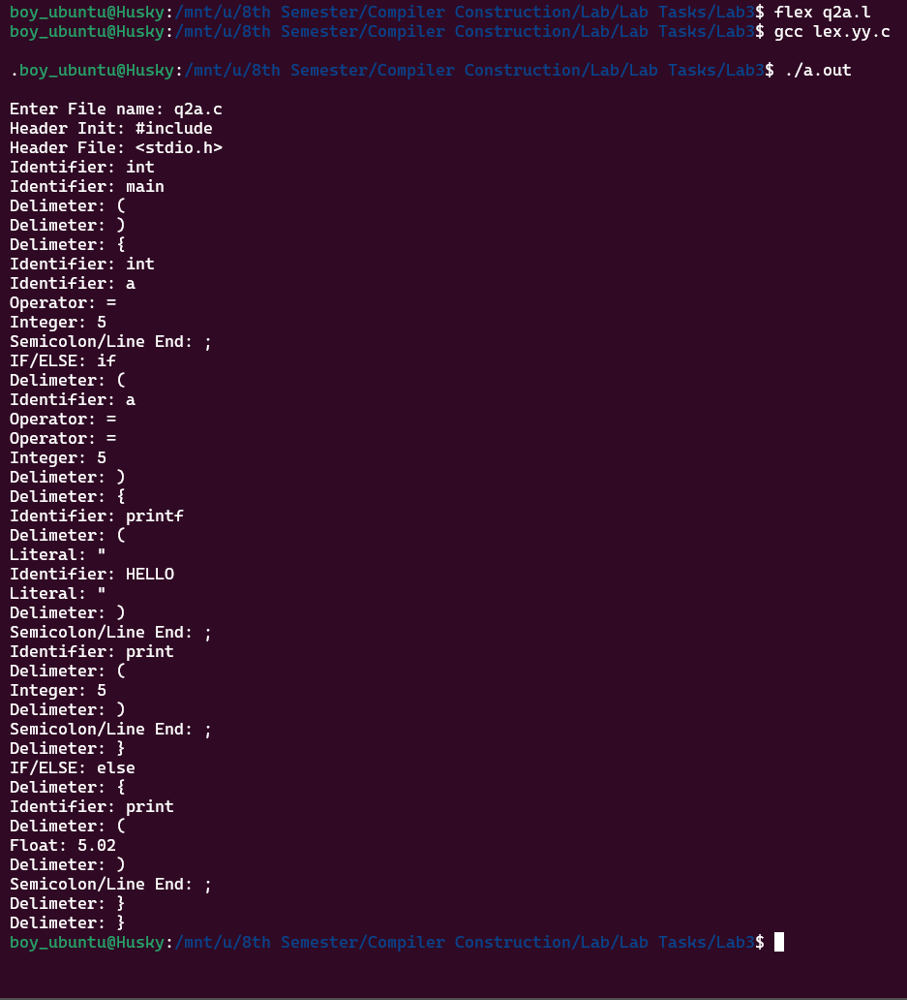 boy_ubuntu@Husky:/mnt/u/8th Semester/Compiler Construction/Lab/Lab Tasks/Lab3$ flex q2a.l
boy_ubuntu@Husky:/mnt/u/8th Semester/Compiler Construction/Lab/Lab Tasks/Lab3$ gcc lex.yy.c
.boy_ubuntu@Husky:/mnt/u/8th Semester/Compiler Construction/Lab/Lab Tasks/Lab3$ ./a.out
Enter File name: q2a.c
Header Init: #include
Header File: <stdio.h>
Identifier: int
Identifier: main
Delimeter: (
Delimeter: )
Delimeter: {
Identifier: int
Identifier: a
Operator: =
Integer: 5
Semicolon/Line End: ;
IF/ELSE: if
Delimeter: (
Identifier: a
Operator: =
Operator: =
Integer: 5
Delimeter: )
Delimeter: {
Identifier: printf
Delimeter: (
Literal: "
Identifier: HELLO
Literal: "
Delimeter: )
Semicolon/Line End: ;
Identifier: print
Delimeter: (
Integer: 5
Delimeter: )
Semicolon/Line End: ;
Delimeter: }
IF/ELSE: else
Delimeter: {
Identifier: print
Delimeter: (
Float: 5.02
Delimeter: )
Semicolon/Line End: ;
Delimeter: }
Delimeter: }
boy_ubuntu@Husky:/mnt/u/8th Semester/Compiler Construction/Lab/Lab Tasks/Lab3$